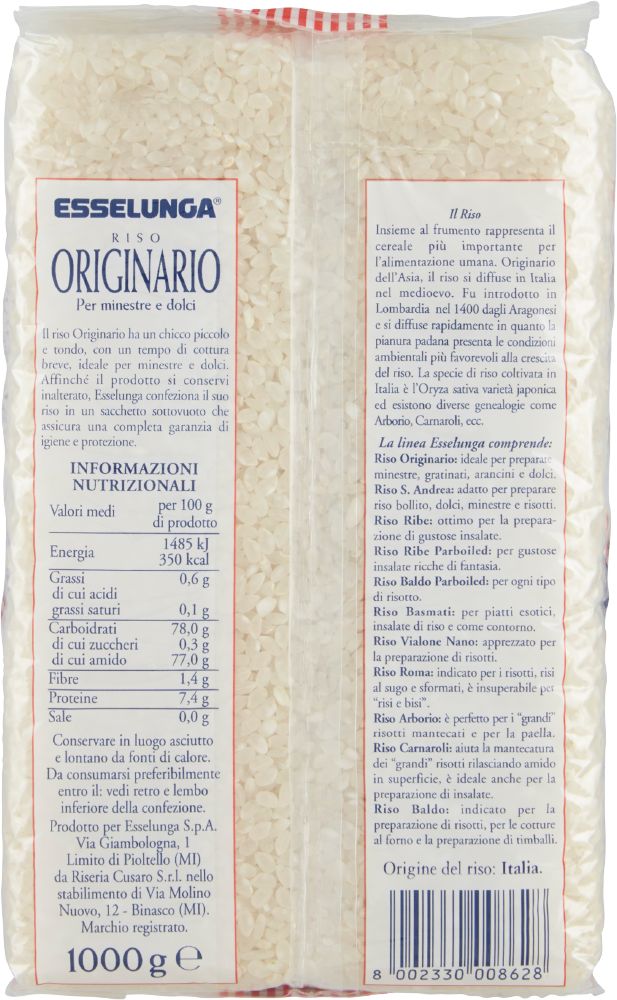 ESSELUNGA®
RISO
ORIGINARIO
Per minestre e dolci
Il riso Originario ha un chicco piccolo
e tondo, con un tempo di cottura
breve, ideale per minestre e dolci.
Affinché il prodotto si conservi
inalterato, Esselunga confeziona il suo
riso in un sacchetto sottovuoto che
assicura una completa garanzia di
igiene e protezione.
INFORMAZIONI
NUTRIZIONALI
Valori medi per 100 g
di prodotto
Energia 1485 kJ
350 kcal
Grassi 0,6 g
di cui acidi
grassi saturi 0,1 g
Carboidrati 78,0 g
di cui zuccheri 0,3 g
di cui amido 77,0 g
Fibre 1,4 g
Proteine 7,4 g
Sale 0,0 g
Conservare in luogo asciutto
e lontano da fonti di calore.
Da consumarsi preferibilmente
entro il: vedi retro e lembo
inferiore della confezione.
Prodotto per Esselunga S.p.A.
Via Giambologna, 1
Limito di Pioltello (MI)
da Riseria Cusaro S.r.l. nello
stabilimento di Via Molino
Nuovo, 12 - Binasco (MI).
Marchio registrato.
1000 g e
Il Riso
Insieme al frumento rappresenta il
cereale più importante per
l'alimentazione umana. Originario
dell'Asia, il riso si diffuse in Italia
nel medioevo. Fu introdotto in
Lombardia nel 1400 dagli Aragonesi
e si diffuse rapidamente in quanto la
pianura padana presenta le condizioni
ambientali più favorevoli alla crescita
del riso. La specie di riso coltivata in
Italia è l'Oryza sativa varietà japonica
ed esistono diverse genealogie come
Arborio, Carnaroli, ecc.
La linea Esselunga comprende:
Riso Originario: ideale per preparare
minestre, gratinati, arancini e dolci.
Riso S. Andrea: adatto per preparare
riso bollito, dolci, minestre e risotti.
Riso Ribe: ottimo per la prepara-
zione di gustose insalate.
Riso Ribe Parboiled: per gustose
insalate ricche di fantasia.
Riso Baldo Parboiled: per ogni tipo
di risotto.
Riso Basmati: per piatti esotici,
insalate di riso e come contorno.
Riso Vialone Nano: apprezzato per
la preparazione di risotti.
Riso Roma: indicato per i risotti, risi
al sugo e sformati, è insuperabile per
"risi e bisi".
Riso Arborio: è perfetto per i "grandi"
risotti mantecati e per la paella.
Riso Carnaroli: aiuta la mantecatura
dei "grandi" risotti rilasciando amido
in superficie, è ideale anche per la
preparazione di insalate.
Riso Baldo: indicato per la
preparazione di risotti, per le cotture
al forno e la preparazione di timballi.
Origine del riso: Italia.
8 002330 008628